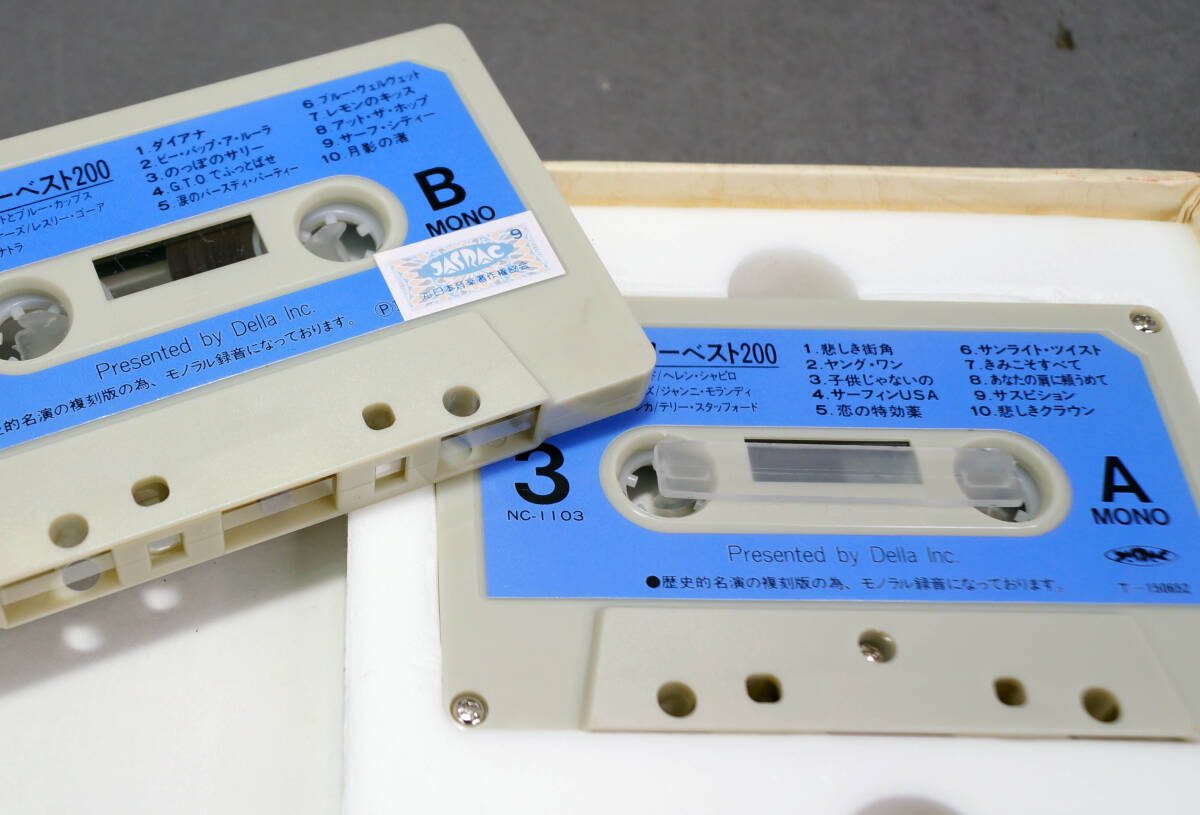 ーベスト200
トとブルー・カップス
ーズ/レスリー・ゴーア
ナトラ
1. ダイアナ
2. ビー・バップ・ア・ルーラ
3. のっぽのサリー
4. G.T.O.でぶっとばせ
5. 涙のバースディ・パーティー
6. ブルー・ヴェルヴェット
7. レモンのキッス
8. アット・ザ・ホップ
9. サーフ・シティー
10. 月影の渚
B
MONO
9
JASRAC
日本音楽著作権協会
Presented by Della Inc.
Ⓟ
的名演の複刻版の為、モノラル録音になっております。
ーベスト200
/ヘレン・シャピロ
ズ/ジャンニ・モランディ
ンカ/テリー・スタッフォード
1. 悲しき街角
2. ヤング・ワン
3. 子供じゃないの
4. サーフィンUSA
5. 恋の特効薬
6. サンライト・ツイスト
7. きみこそすべて
8. あなたの肩に頬うめて
9. サスピション
10. 悲しきクラウン
3
NC-1103
A
MONO
Presented by Della Inc.
●歴史的名演の複刻版の為、モノラル録音になっております。
JASRAC
T-150652